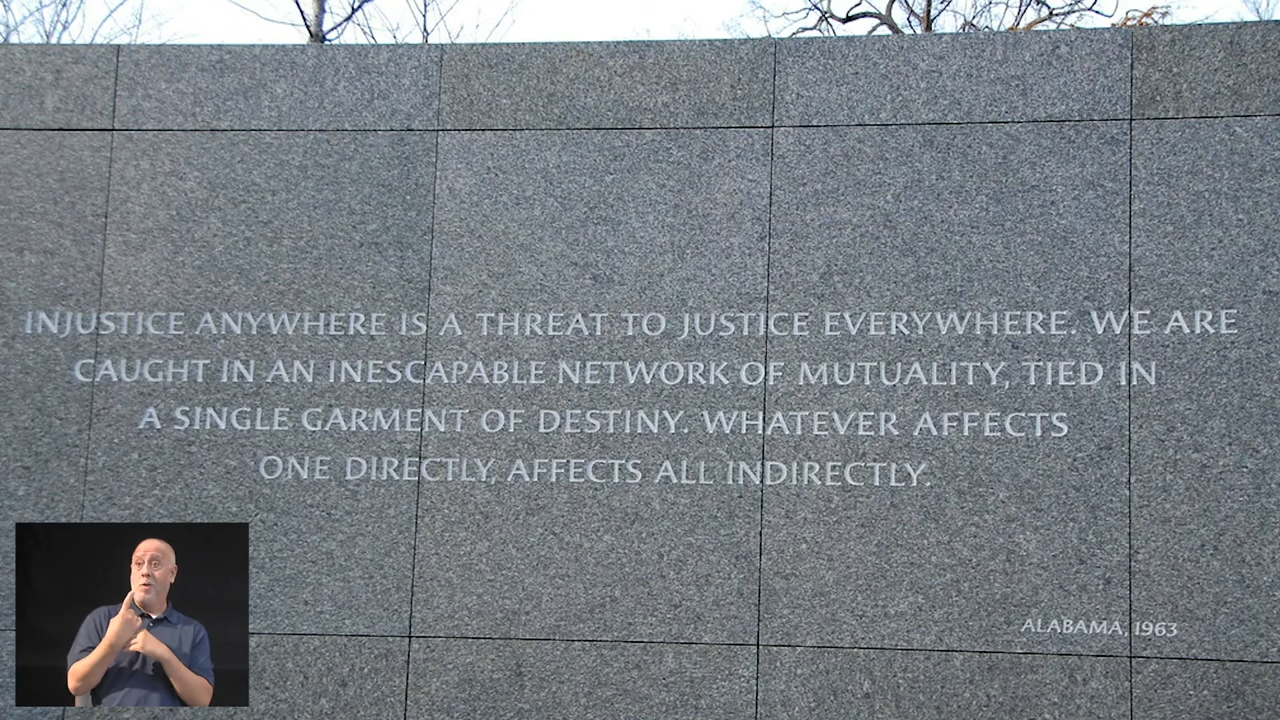 INJUSTICE ANYWHERE IS A THREAT TO JUSTICE EVERYWHERE. WE ARE
CAUGHT IN AN INESCAPABLE NETWORK OF MUTUALITY, TIED IN
A SINGLE GARMENT OF DESTINY. WHATEVER AFFECTS
ONE DIRECTLY, AFFECTS ALL INDIRECTLY.
ALABAMA, 1963